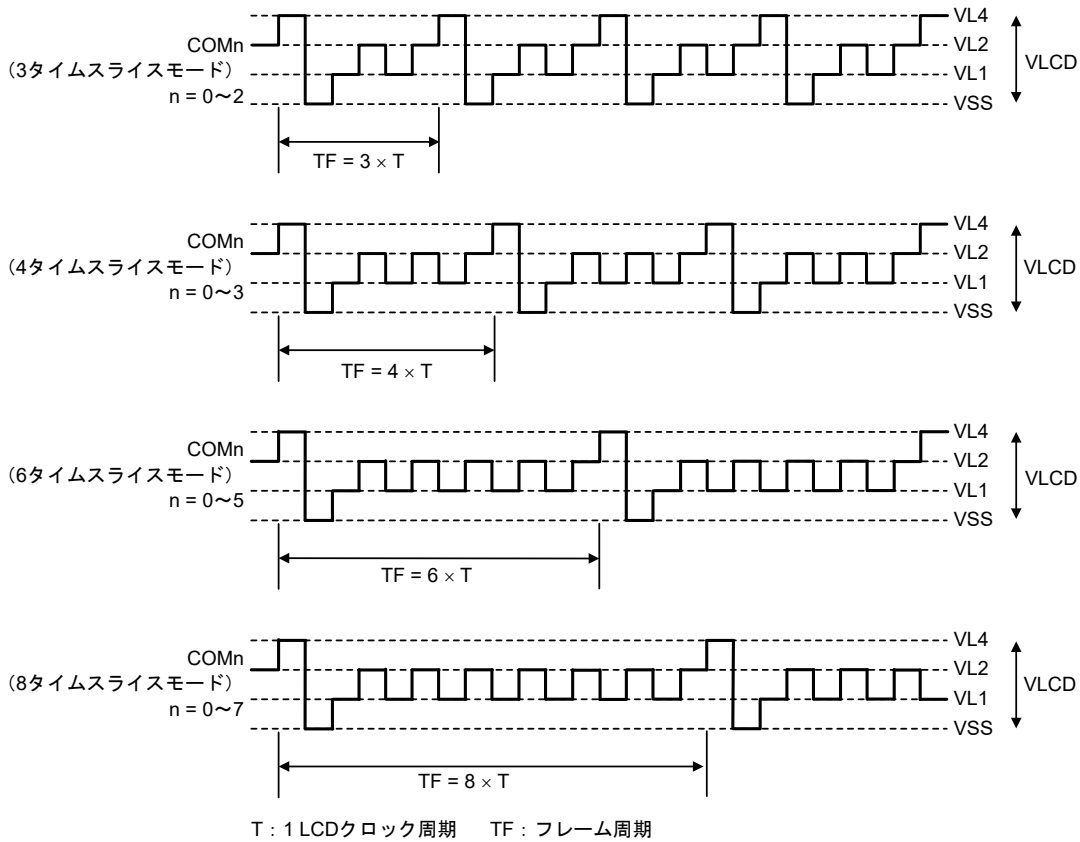 COMn
(3タイムスライスモード)
n = 0〜2
VL4
VL2
VL1
VSS
VLCD
TF = 3 × T
COMn
(4タイムスライスモード)
n = 0〜3
VL4
VL2
VL1
VSS
VLCD
TF = 4 × T
COMn
(6タイムスライスモード)
n = 0〜5
VL4
VL2
VL1
VSS
VLCD
TF = 6 × T
COMn
(8タイムスライスモード)
n = 0〜7
VL4
VL2
VL1
VSS
VLCD
TF = 8 × T
T : 1 LCDクロック周期 TF : フレーム周期